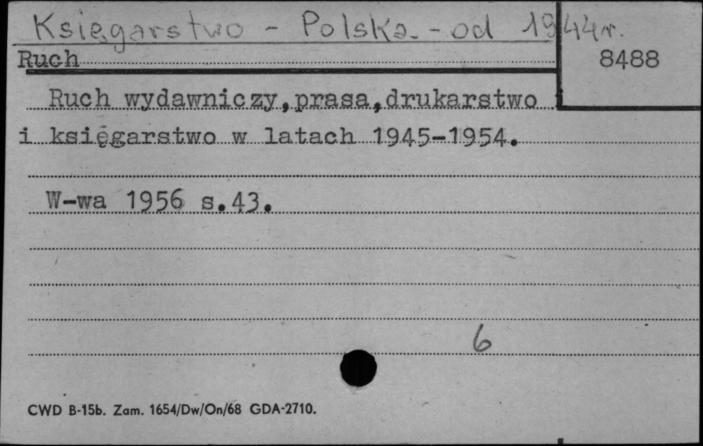 Księgarstwo - Polska - od 1944r.
Ruch
8488
Ruch wydawniczy,prasa,drukarstwo
i księgarstwo w latach 1945-1954.
W-wa 1956 s.43.
6
CWD B-15b. Zam. 1654/Dw/On/68 GDA-2710.